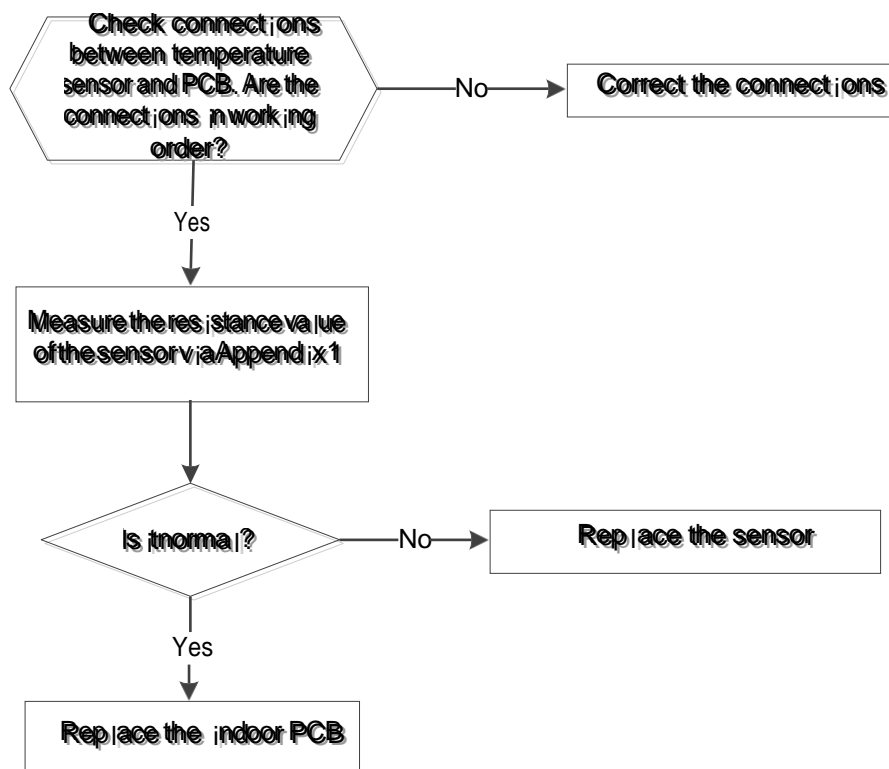 Check connections
between temperature
sensor and PCB. Are the
connections in working
order?
No
Correct the connections
Yes
Measure the resistance value
of the sensor via Appendix 1
Is it normal?
No
Replace the sensor
Yes
Replace the indoor PCB